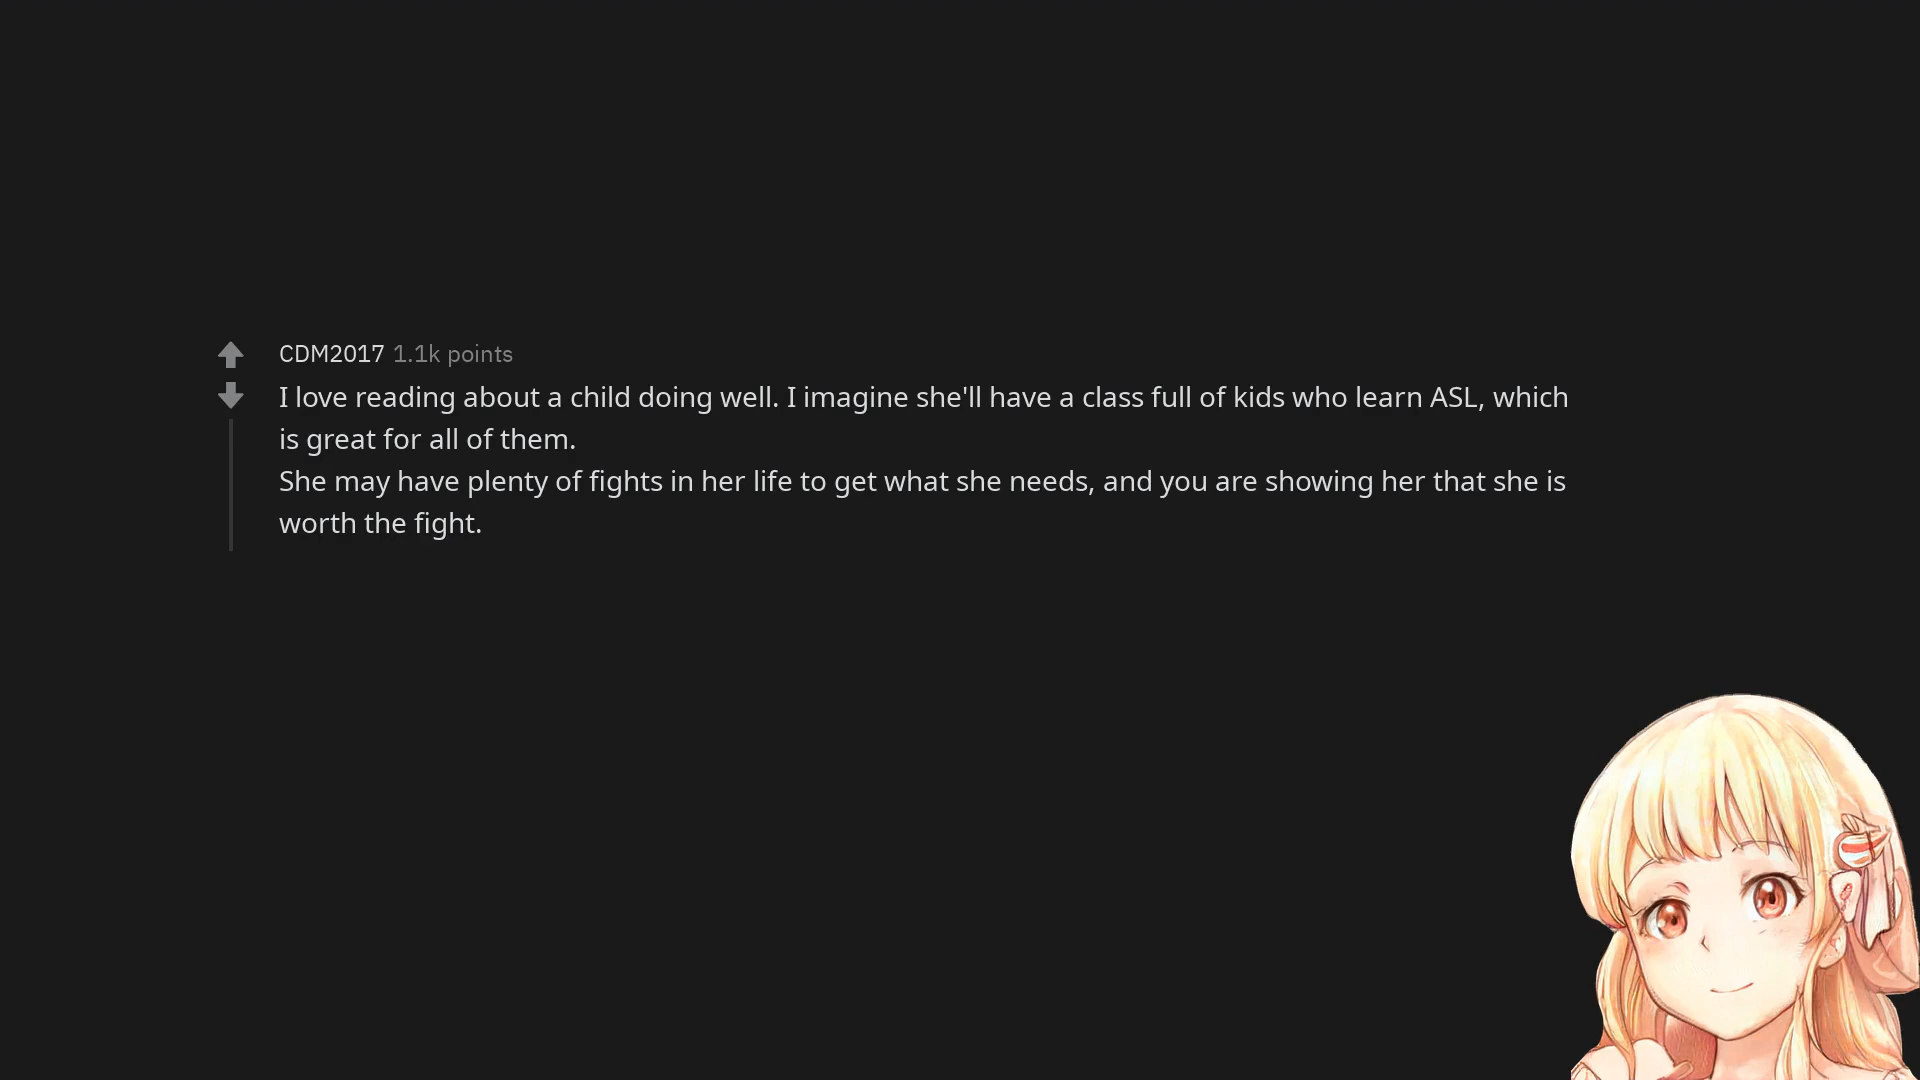 CDM2017 1.1k points
I love reading about a child doing well. I imagine she'll have a class full of kids who learn ASL, which
is great for all of them.
She may have plenty of fights in her life to get what she needs, and you are showing her that she is
worth the fight.